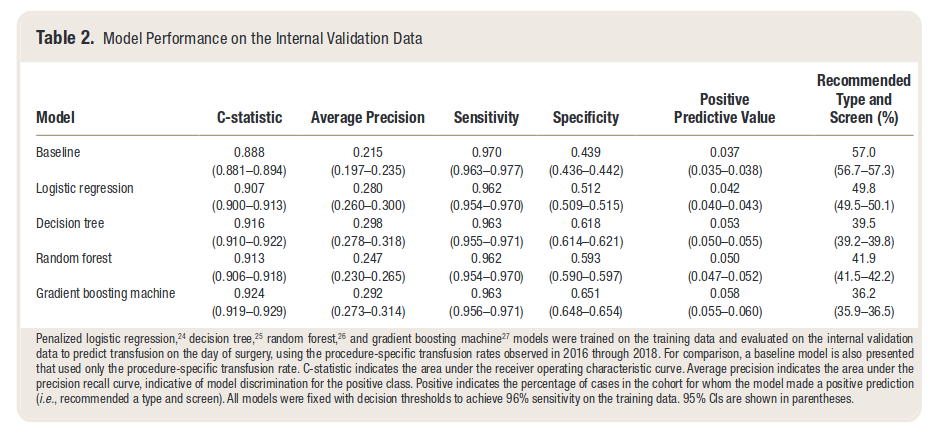 Table 2. Model Performance on the Internal Validation Data
Recommended
Positive Type and
Model C-statistic Average Precision Sensitivity Specificity Predictive Value Screen (%)
Baseline 0.888 0.215 0.970 0.439 0.037 57.0
(0.881–0.894) (0.197–0.235) (0.963–0.977) (0.436–0.442) (0.035–0.038) (56.7–57.3)
Logistic regression 0.907 0.280 0.962 0.512 0.042 49.8
(0.900–0.913) (0.260–0.300) (0.954–0.970) (0.509–0.515) (0.040–0.043) (49.5–50.1)
Decision tree 0.916 0.298 0.963 0.618 0.053 39.5
(0.910–0.922) (0.278–0.318) (0.955–0.971) (0.614–0.621) (0.050–0.055) (39.2–39.8)
Random forest 0.913 0.247 0.962 0.593 0.050 41.9
(0.906–0.918) (0.230–0.265) (0.954–0.970) (0.590–0.597) (0.047–0.052) (41.5–42.2)
Gradient boosting machine 0.924 0.292 0.963 0.651 0.058 36.2
(0.919–0.929) (0.273–0.314) (0.956–0.971) (0.648–0.654) (0.055–0.060) (35.9–36.5)
Penalized logistic regression,24 decision tree,25 random forest,26 and gradient boosting machine27 models were trained on the training data and evaluated on the internal validation
data to predict transfusion on the day of surgery, using the procedure-specific transfusion rates observed in 2016 through 2018. For comparison, a baseline model is also presented
that used only the procedure-specific transfusion rate. C-statistic indicates the area under the receiver operating characteristic curve. Average precision indicates the area under the
precision recall curve, indicative of model discrimination for the positive class. Positive indicates the percentage of cases in the cohort for whom the model made a positive prediction
(i.e., recommended a type and screen). All models were fixed with decision thresholds to achieve 96% sensitivity on the training data. 95% CIs are shown in parentheses.